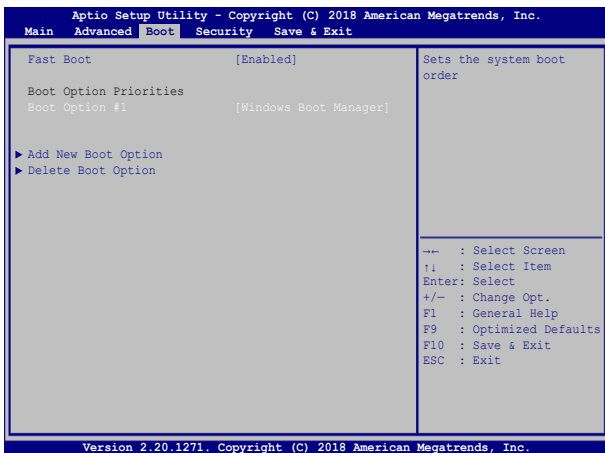 Aptio Setup Utility - Copyright (C) 2018 American Megatrends, Inc.
Main Advanced Boot Security Save & Exit
Fast Boot [Enabled]
Boot Option Priorities
Boot Option #1 [Windows Boot Manager]
Add New Boot Option
Delete Boot Option
Sets the system boot
order
→← : Select Screen
↑↓ : Select Item
Enter: Select
+/— : Change Opt.
F1 : General Help
F9 : Optimized Defaults
F10 : Save & Exit
ESC : Exit
Version 2.20.1271. Copyright (C) 2018 American Megatrends, Inc.